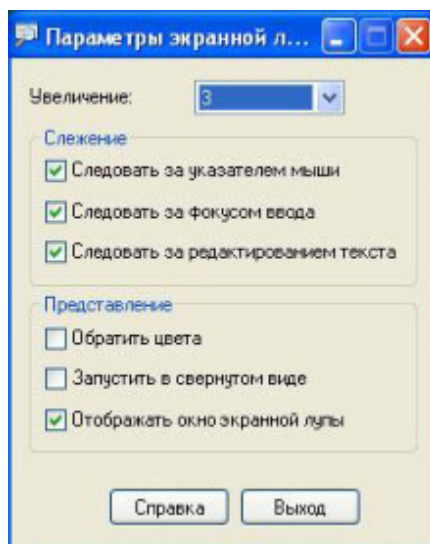 Параметры экранной л...
Увеличение: 3
Слежение
Следовать за указателем мыши
Следовать за фокусом ввода
Следовать за редактированием текста
Представление
Обратить цвета
Запустить в свернутом виде
Отображать окно экранной лупы
Справка Выход